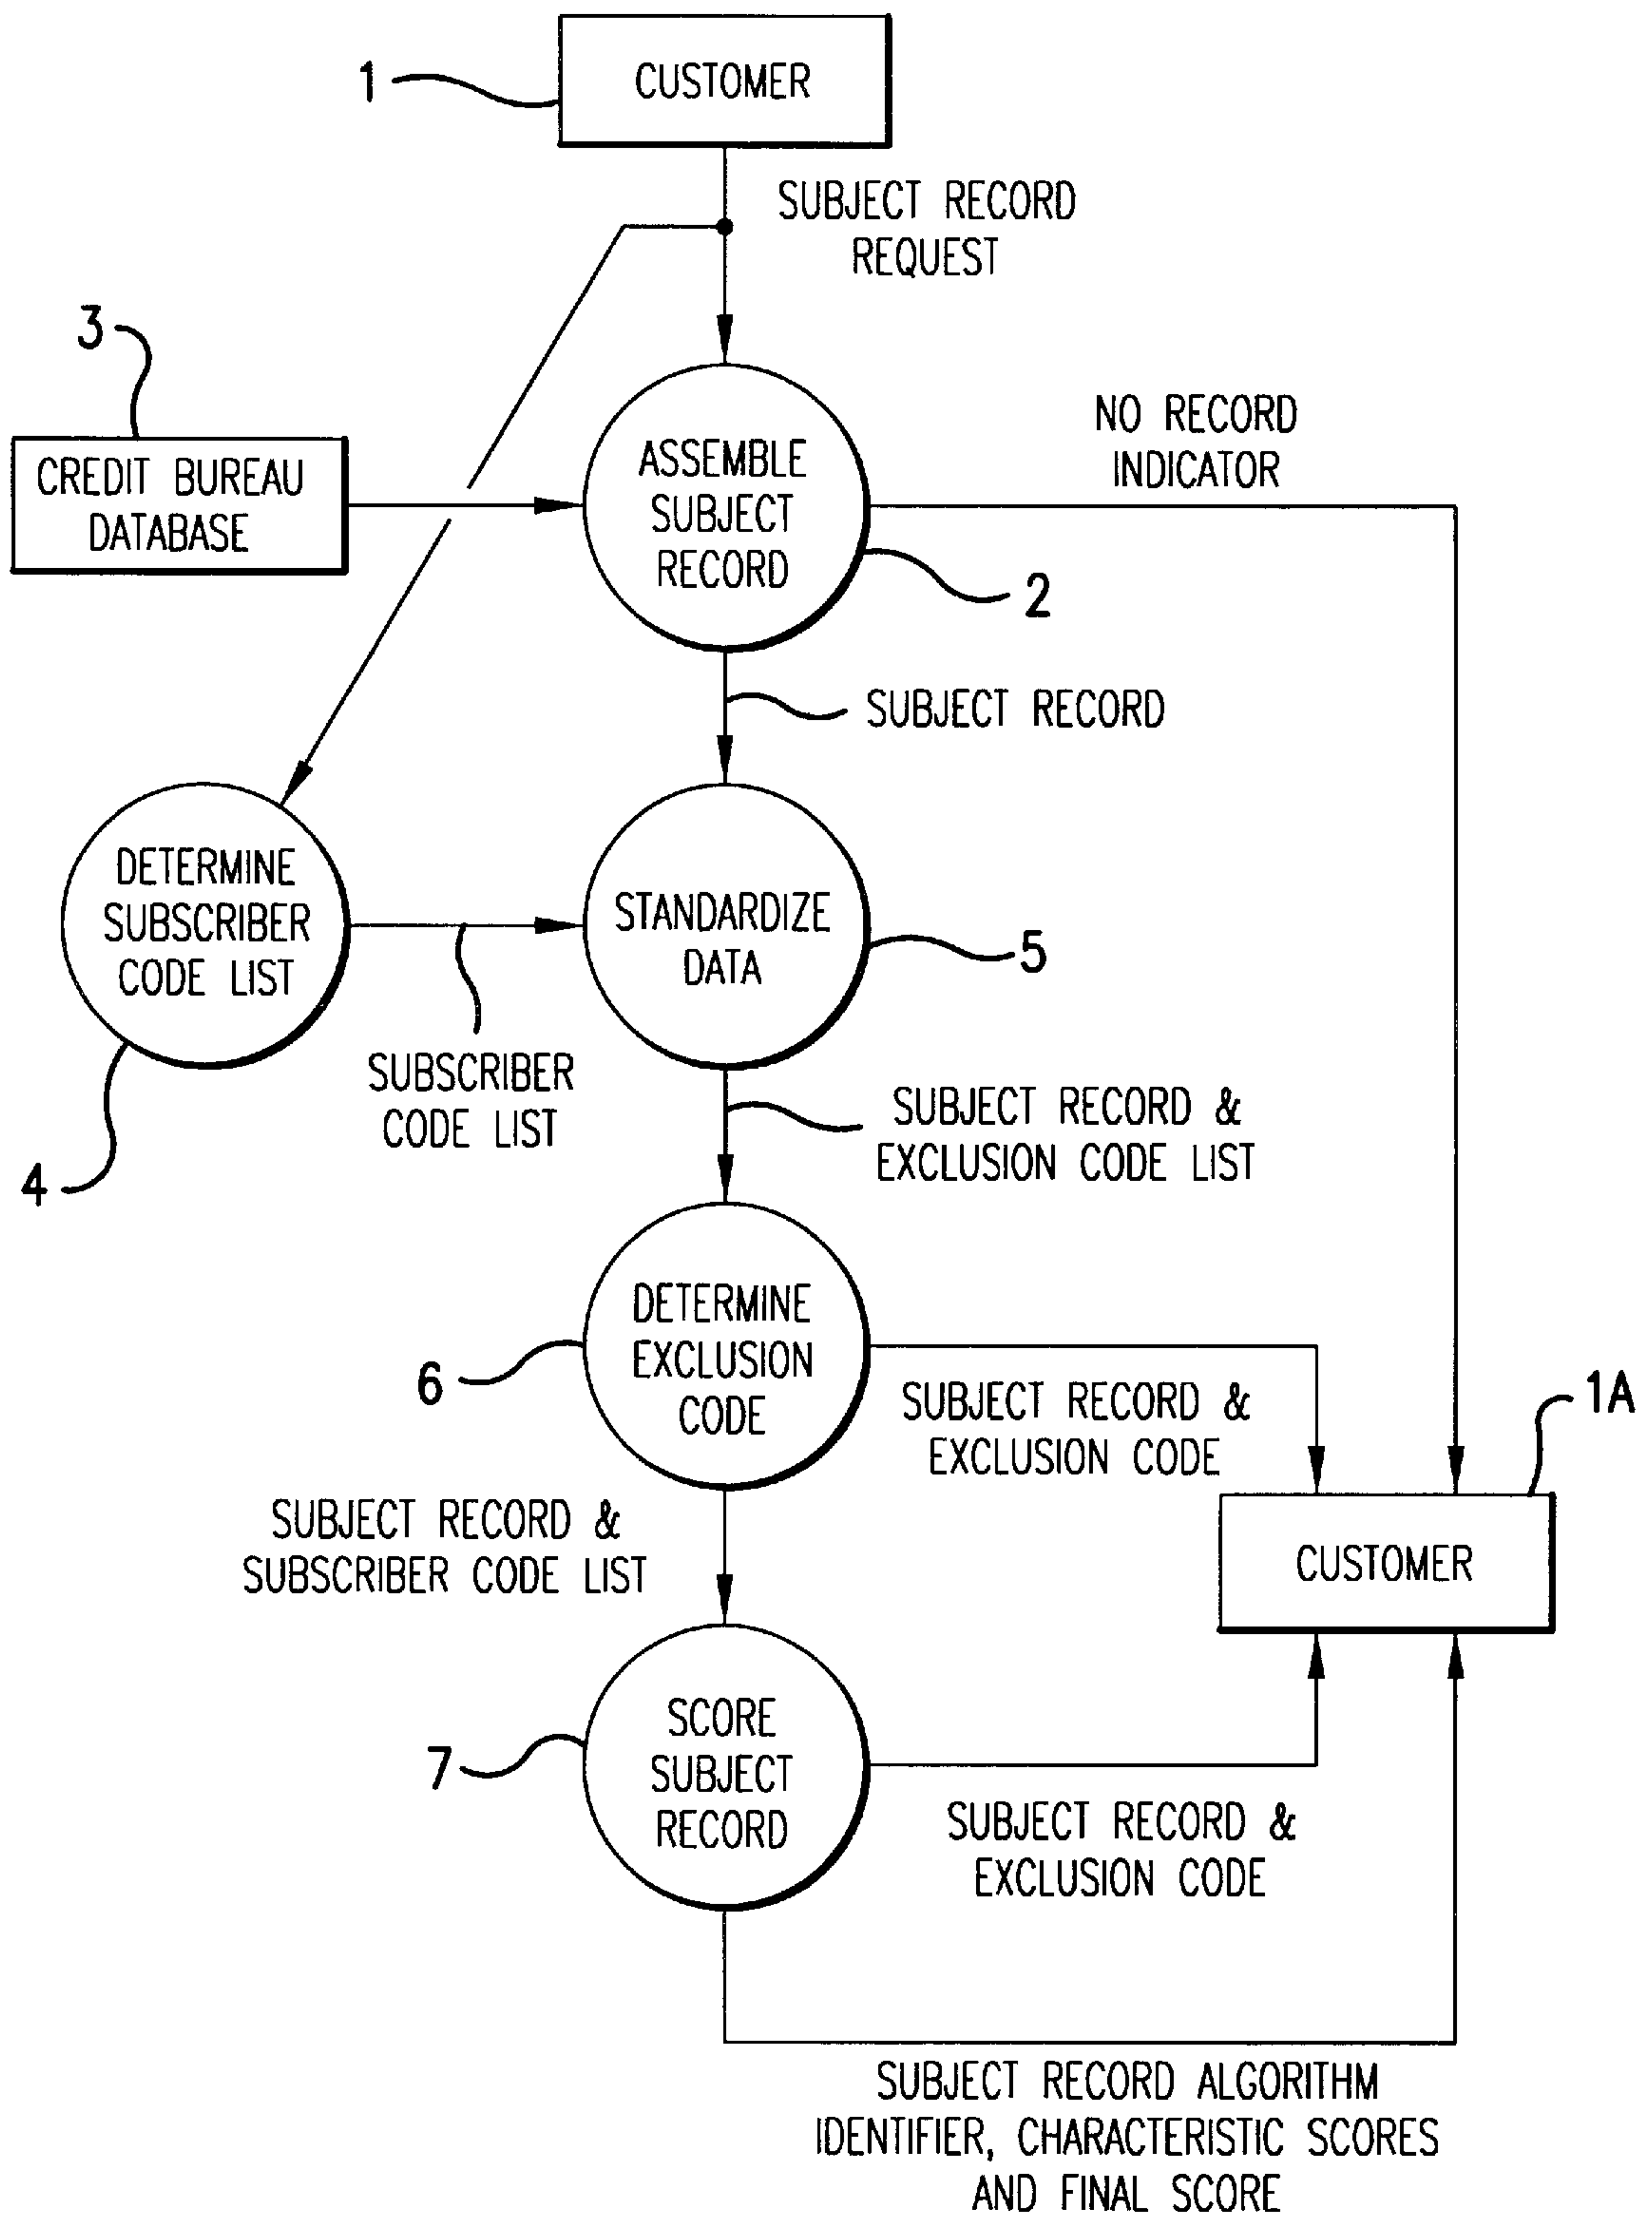 1
CUSTOMER
SUBJECT RECORD
REQUEST
3
CREDIT BUREAU
DATABASE
ASSEMBLE
SUBJECT
RECORD
NO RECORD
INDICATOR
2
SUBJECT RECORD
DETERMINE
SUBSCRIBER
CODE LIST
STANDARDIZE
DATA
5
SUBSCRIBER
CODE LIST
4
SUBJECT RECORD &
EXCLUSION CODE LIST
DETERMINE
EXCLUSION
CODE
6
SUBJECT RECORD &
EXCLUSION CODE
1A
CUSTOMER
SUBJECT RECORD &
SUBSCRIBER CODE LIST
SCORE
SUBJECT
RECORD
7
SUBJECT RECORD &
EXCLUSION CODE
SUBJECT RECORD ALGORITHM
IDENTIFIER, CHARACTERISTIC SCORES
AND FINAL SCORE